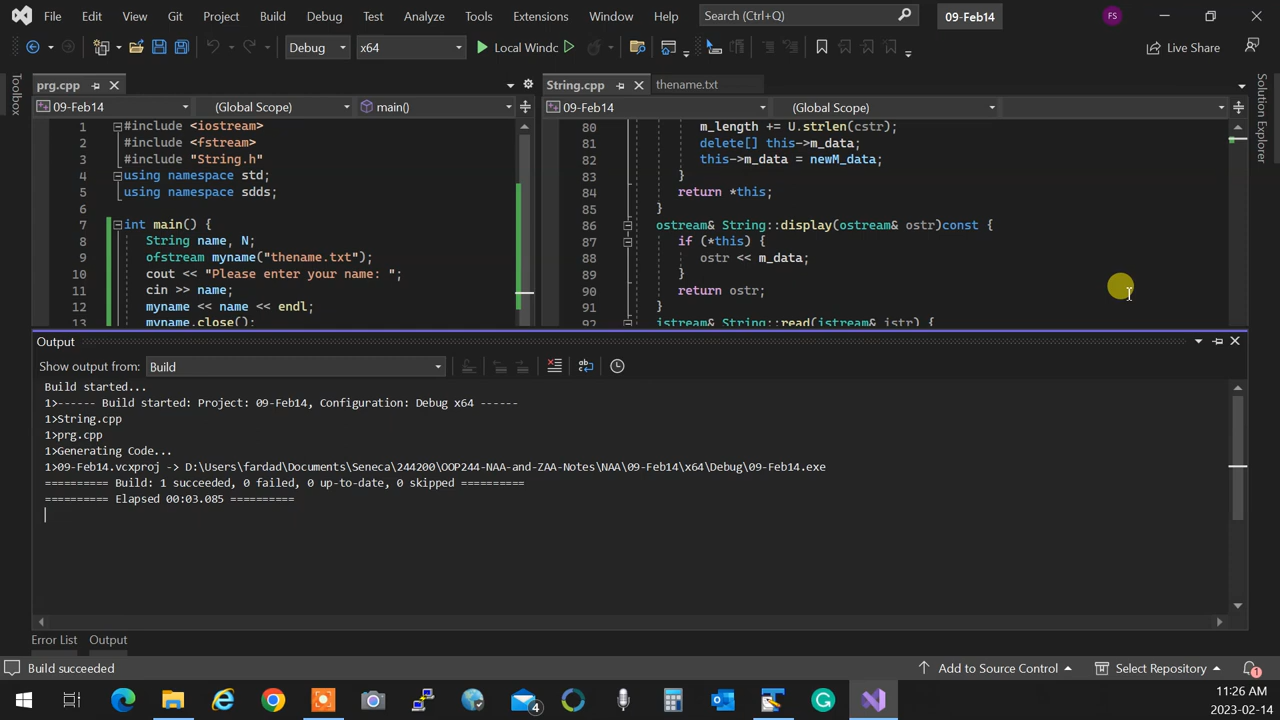 File Edit View Git Project Build Debug Test Analyze Tools Extensions Window Help Search (Ctrl+Q) 09-Feb14 FS
Debug x64 Local Windc Live Share
Toolbox
prg.cpp
09-Feb14 (Global Scope) main()
1 #include <iostream>
2 #include <fstream>
3 #include "String.h"
4 using namespace std;
5 using namespace sdds;
6
7 int main() {
8 String name, N;
9 ofstream myname("thename.txt");
10 cout << "Please enter your name: ";
11 cin >> name;
12 myname << name << endl;
13 myname.close();
String.cpp thename.txt
09-Feb14 (Global Scope)
80 m_length += U.strlen(cstr);
81 delete[] this->m_data;
82 this->m_data = newM_data;
83 }
84 return *this;
85 }
86 ostream& String::display(ostream& ostr)const {
87 if (*this) {
88 ostr << m_data;
89 }
90 return ostr;
91 }
92 istream& String::read(istream& istr) {
Solution Explorer
Output
Show output from: Build
Build started...
1>------ Build started: Project: 09-Feb14, Configuration: Debug x64 ------
1>String.cpp
1>prg.cpp
1>Generating Code...
1>09-Feb14.vcxproj -> D:\Users\fardad\Documents\Seneca\244200\OOP244-NAA-and-ZAA-Notes\NAA\09-Feb14\x64\Debug\09-Feb14.exe
========== Build: 1 succeeded, 0 failed, 0 up-to-date, 0 skipped ==========
========== Elapsed 00:03.085 ==========
Error List Output
Build succeeded Add to Source Control Select Repository 1
4
11:26 AM
2023-02-14